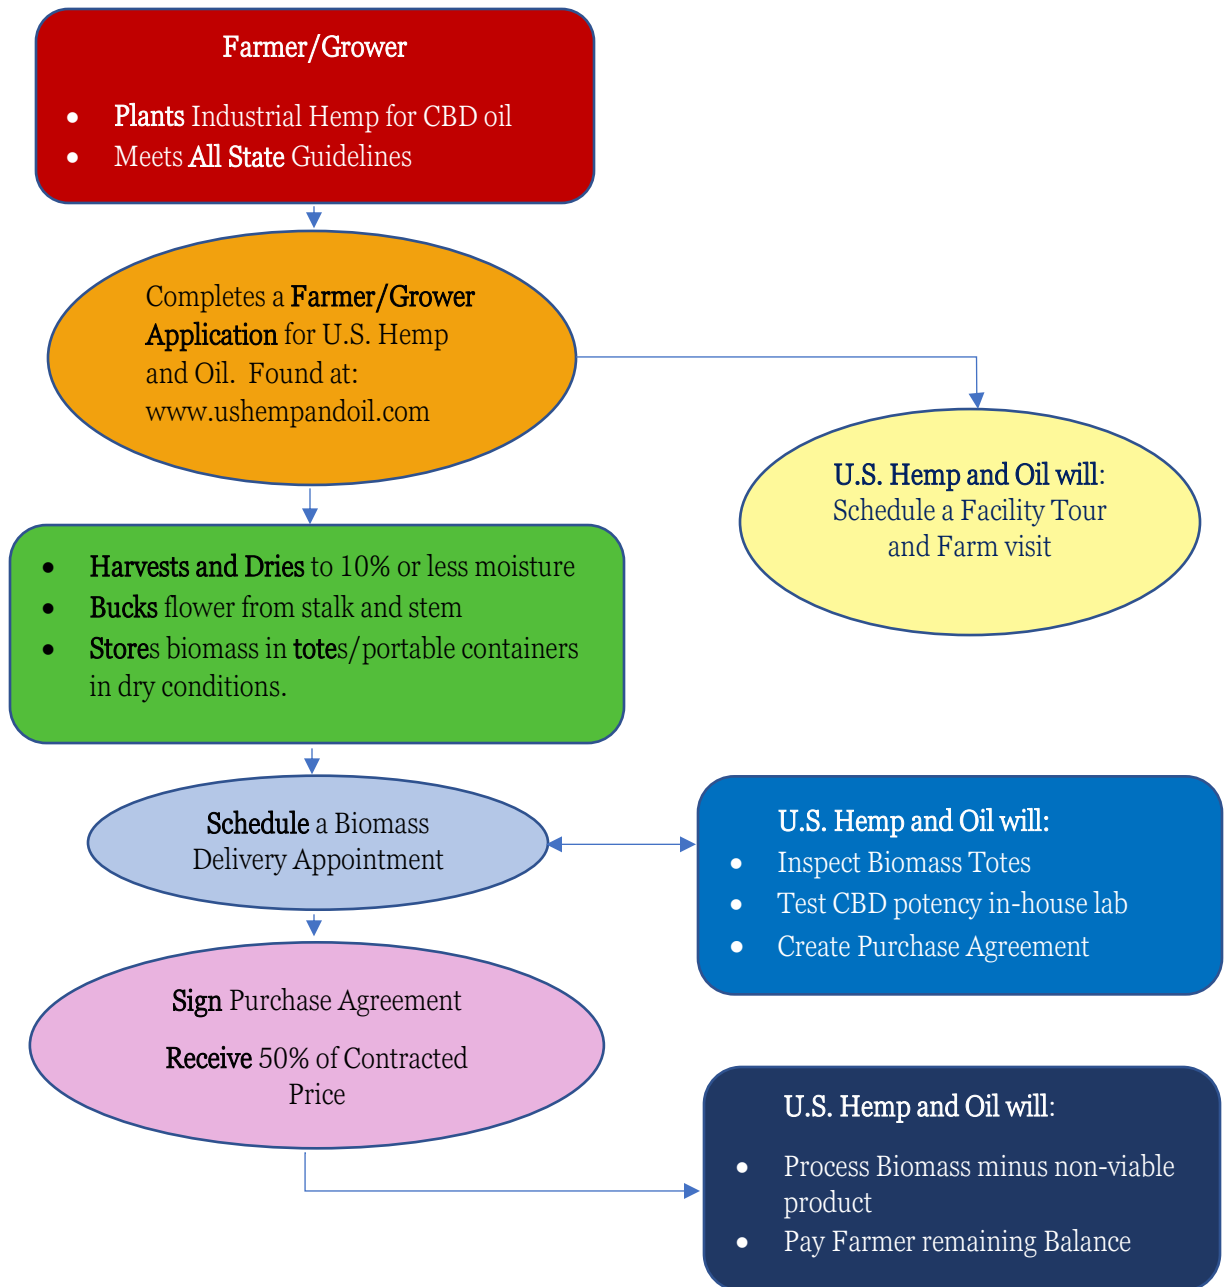 Farmer/Grower
• Plants Industrial Hemp for CBD oil
• Meets All State Guidelines
Completes a Farmer/Grower
Application for U.S. Hemp
and Oil. Found at:
www.ushempandoil.com
U.S. Hemp and Oil will:
Schedule a Facility Tour
and Farm visit
• Harvests and Dries to 10% or less moisture
• Bucks flower from stalk and stem
• Stores biomass in totes/portable containers
in dry conditions.
Schedule a Biomass
Delivery Appointment
U.S. Hemp and Oil will:
• Inspect Biomass Totes
• Test CBD potency in-house lab
• Create Purchase Agreement
Sign Purchase Agreement
Receive 50% of Contracted
Price
U.S. Hemp and Oil will:
• Process Biomass minus non-viable
product
• Pay Farmer remaining Balance